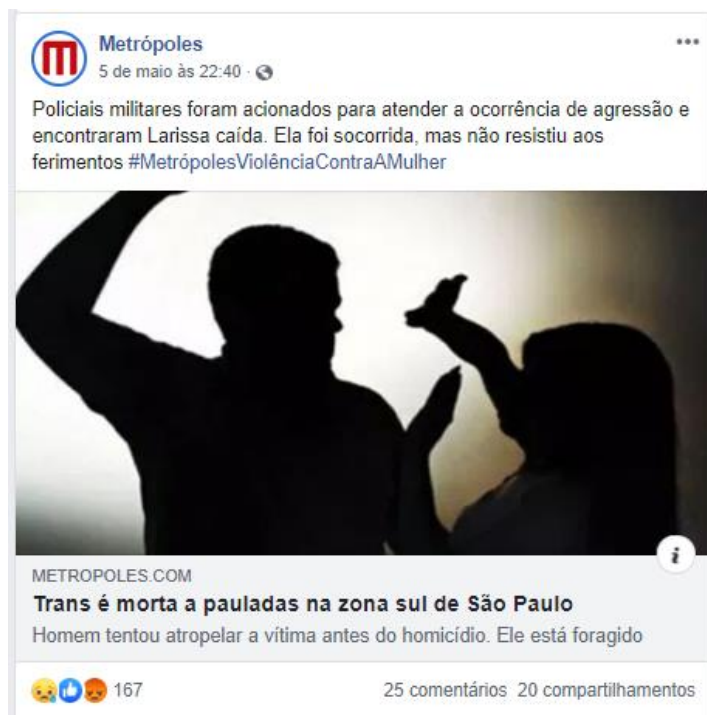 Metrópoles
5 de maio às 22:40 ·
Policiais militares foram acionados para atender a ocorrência de agressão e
encontraram Larissa caída. Ela foi socorrida, mas não resistiu aos
ferimentos #MetrópolesViolênciaContraAMulher
METROPOLES.COM
Trans é morta a pauladas na zona sul de São Paulo
Homem tentou atropelar a vítima antes do homicídio. Ele está foragido
167
25 comentários 20 compartilhamentos